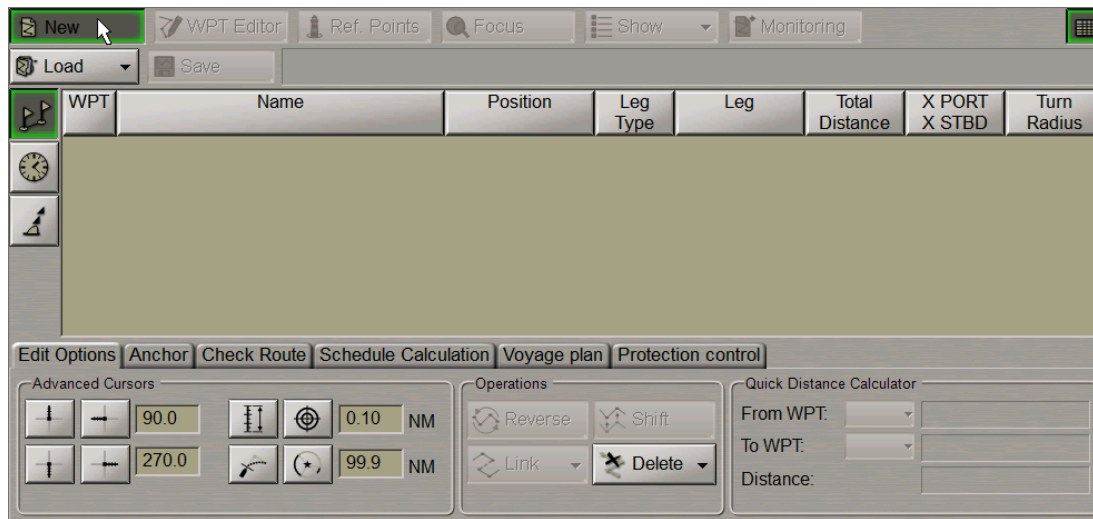 New WPT Editor Ref. Points Focus Show Monitoring
Load Save
WPT Name Position Leg Type Leg Total Distance X PORT X STBD Turn Radius
Edit Options Anchor Check Route Schedule Calculation Voyage plan Protection control
Advanced Cursors Operations Quick Distance Calculator
90.0 0.10 NM Reverse Shift From WPT:
270.0 99.9 NM Link Delete To WPT:
Distance: